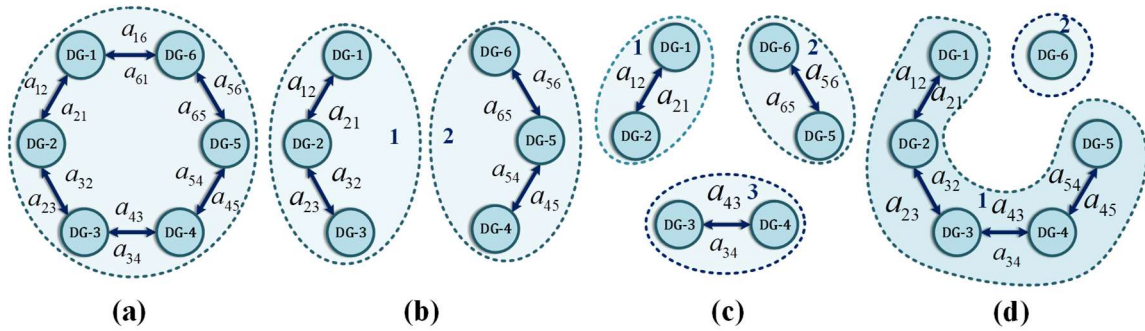 a16
DG-1 DG-6
a61
a12 a56
a21 a65
DG-2 DG-5
a32 a54
a23 a45
a43
DG-3 DG-4
a34
(a)
DG-1 DG-6
a12 a56
a21 a65
DG-2 1 2 DG-5
a32 a54
a23 a45
DG-3 DG-4
(b)
1 DG-1 DG-6 2
a12 a56
a21 a65
DG-2 DG-5
a43 3
DG-3 DG-4
a34
(c)
2
DG-1 DG-6
a12
a21
DG-2 DG-5
a32 a54
1
a23 a43 a45
DG-3 DG-4
a34
(d)